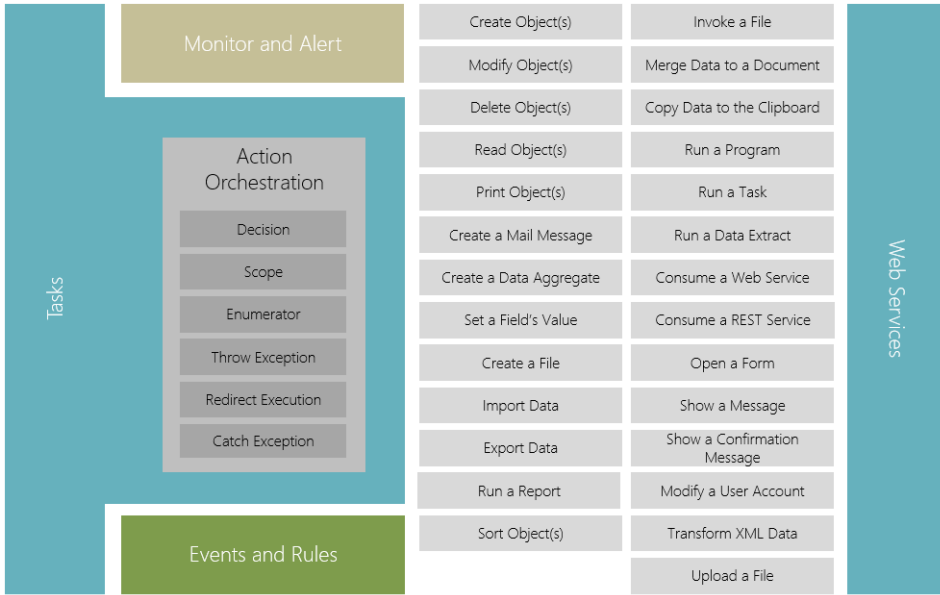 Tasks
Monitor and Alert
Action
Orchestration
Decision
Scope
Enumerator
Throw Exception
Redirect Execution
Catch Exception
Events and Rules
Create Object(s)
Modify Object(s)
Delete Object(s)
Read Object(s)
Print Object(s)
Create a Mail Message
Create a Data Aggregate
Set a Field's Value
Create a File
Import Data
Export Data
Run a Report
Sort Object(s)
Invoke a File
Merge Data to a Document
Copy Data to the Clipboard
Run a Program
Run a Task
Run a Data Extract
Consume a Web Service
Consume a REST Service
Open a Form
Show a Message
Show a Confirmation
Message
Modify a User Account
Transform XML Data
Upload a File
Web Services